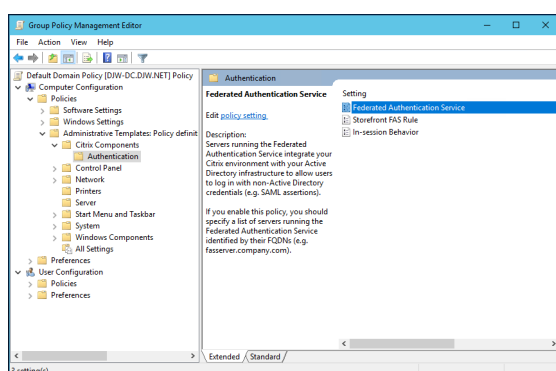 Group Policy Management Editor
File Action View Help
Default Domain Policy [DJW-DC.DJW.NET] Policy
Computer Configuration
Policies
Software Settings
Windows Settings
Administrative Templates: Policy definit
Citrix Components
Authentication
Control Panel
Network
Printers
Server
Start Menu and Taskbar
System
Windows Components
All Settings
Preferences
User Configuration
Policies
Preferences
Authentication
Federated Authentication Service
Edit policy setting
Description:
Servers running the Federated
Authentication Service integrate your
Citrix environment with your Active
Directory infrastructure to allow users
to log in with non-Active Directory
credentials (e.g. SAML assertions).
If you enable this policy, you should
specify a list of servers running the
Federated Authentication Service
identified by their FQDNs (e.g.
fasserver.company.com).
Setting
Federated Authentication Service
Storefront FAS Rule
In-session Behavior
Extended Standard
3 setting(s)